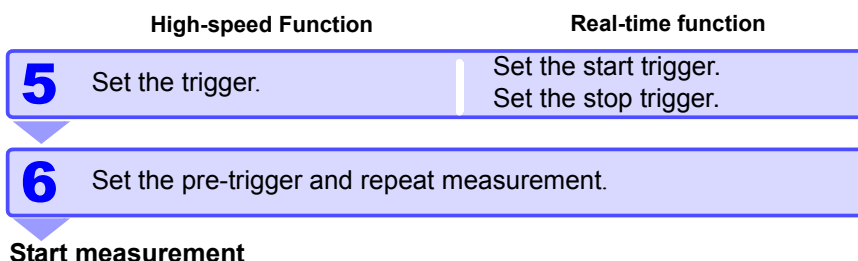 High-speed Function Real-time function
5 Set the trigger. Set the start trigger.
Set the stop trigger.
6 Set the pre-trigger and repeat measurement.
Start measurement